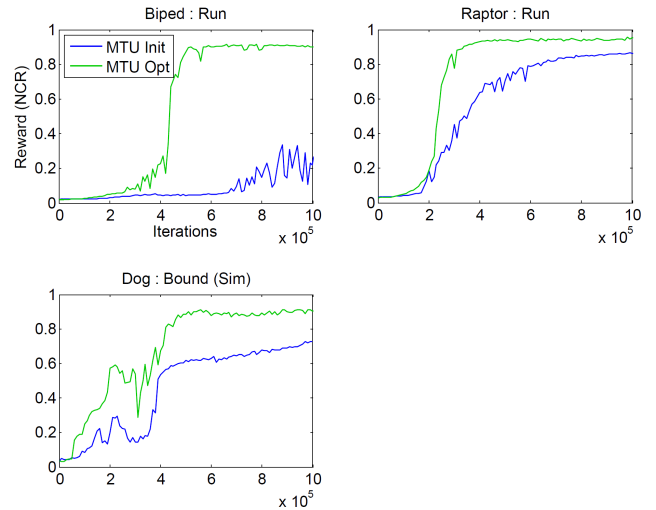 Biped : Run
MTU Init
MTU Opt
Reward (NCR)
1
0.8
0.6
0.4
0.2
0
0 2 4 6 8 10
Iterations
x 10^5
Raptor : Run
1
0.8
0.6
0.4
0.2
0
0 2 4 6 8 10
x 10^5
Dog : Bound (Sim)
1
0.8
0.6
0.4
0.2
0
0 2 4 6 8 10
x 10^5